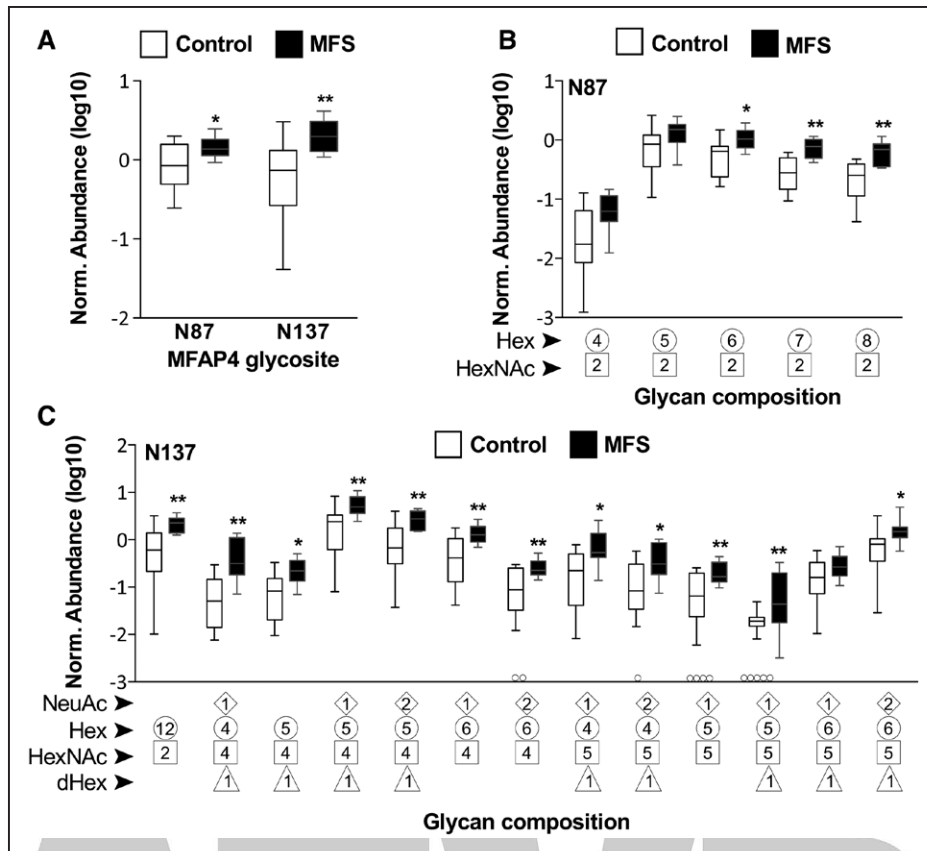 A
Control MFS
Norm. Abundance (log10)
1
0
-1
-2
*
**
N87 N137
MFAP4 glycosite
B
Control MFS
N87
Norm. Abundance (log10)
1
0
-1
-2
-3
* ** **
Hex 4 5 6 7 8
HexNAc 2 2 2 2 2
Glycan composition
C
N137
Control MFS
Norm. Abundance (log10)
2
1
0
-1
-2
-3
** ** * ** ** ** ** * * ** ** *
NeuAc 1 1 2 1 2 1 2 1 1 1 2
Hex 12 4 5 5 5 6 6 4 4 5 5 6 6
HexNAc 2 4 4 4 4 4 4 5 5 5 5 5 5
dHex 1 1 1 1 1 1 1 1 1
Glycan composition